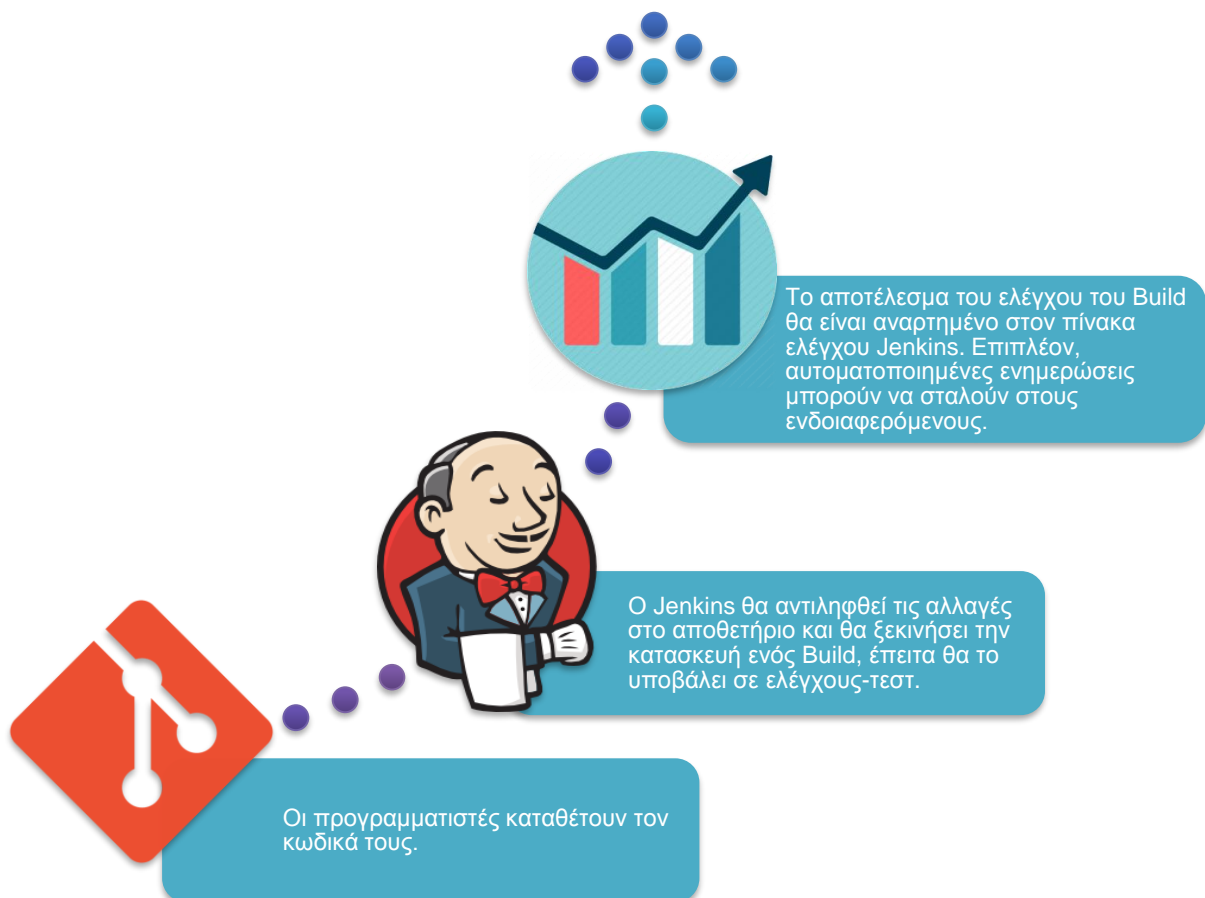 Το αποτέλεσμα του ελέγχου του Build
θα είναι αναρτημένο στον πίνακα
ελέγχου Jenkins. Επιπλέον,
αυτοματοποιημένες ενημερώσεις
μπορούν να σταλούν στους
ενδοιαφερόμενους.
Ο Jenkins θα αντιληφθεί τις αλλαγές
στο αποθετήριο και θα ξεκινήσει την
κατασκευή ενός Build, έπειτα θα το
υποβάλει σε ελέγχους-τεστ.
Οι προγραμματιστές καταθέτουν τον
κωδικά τους.